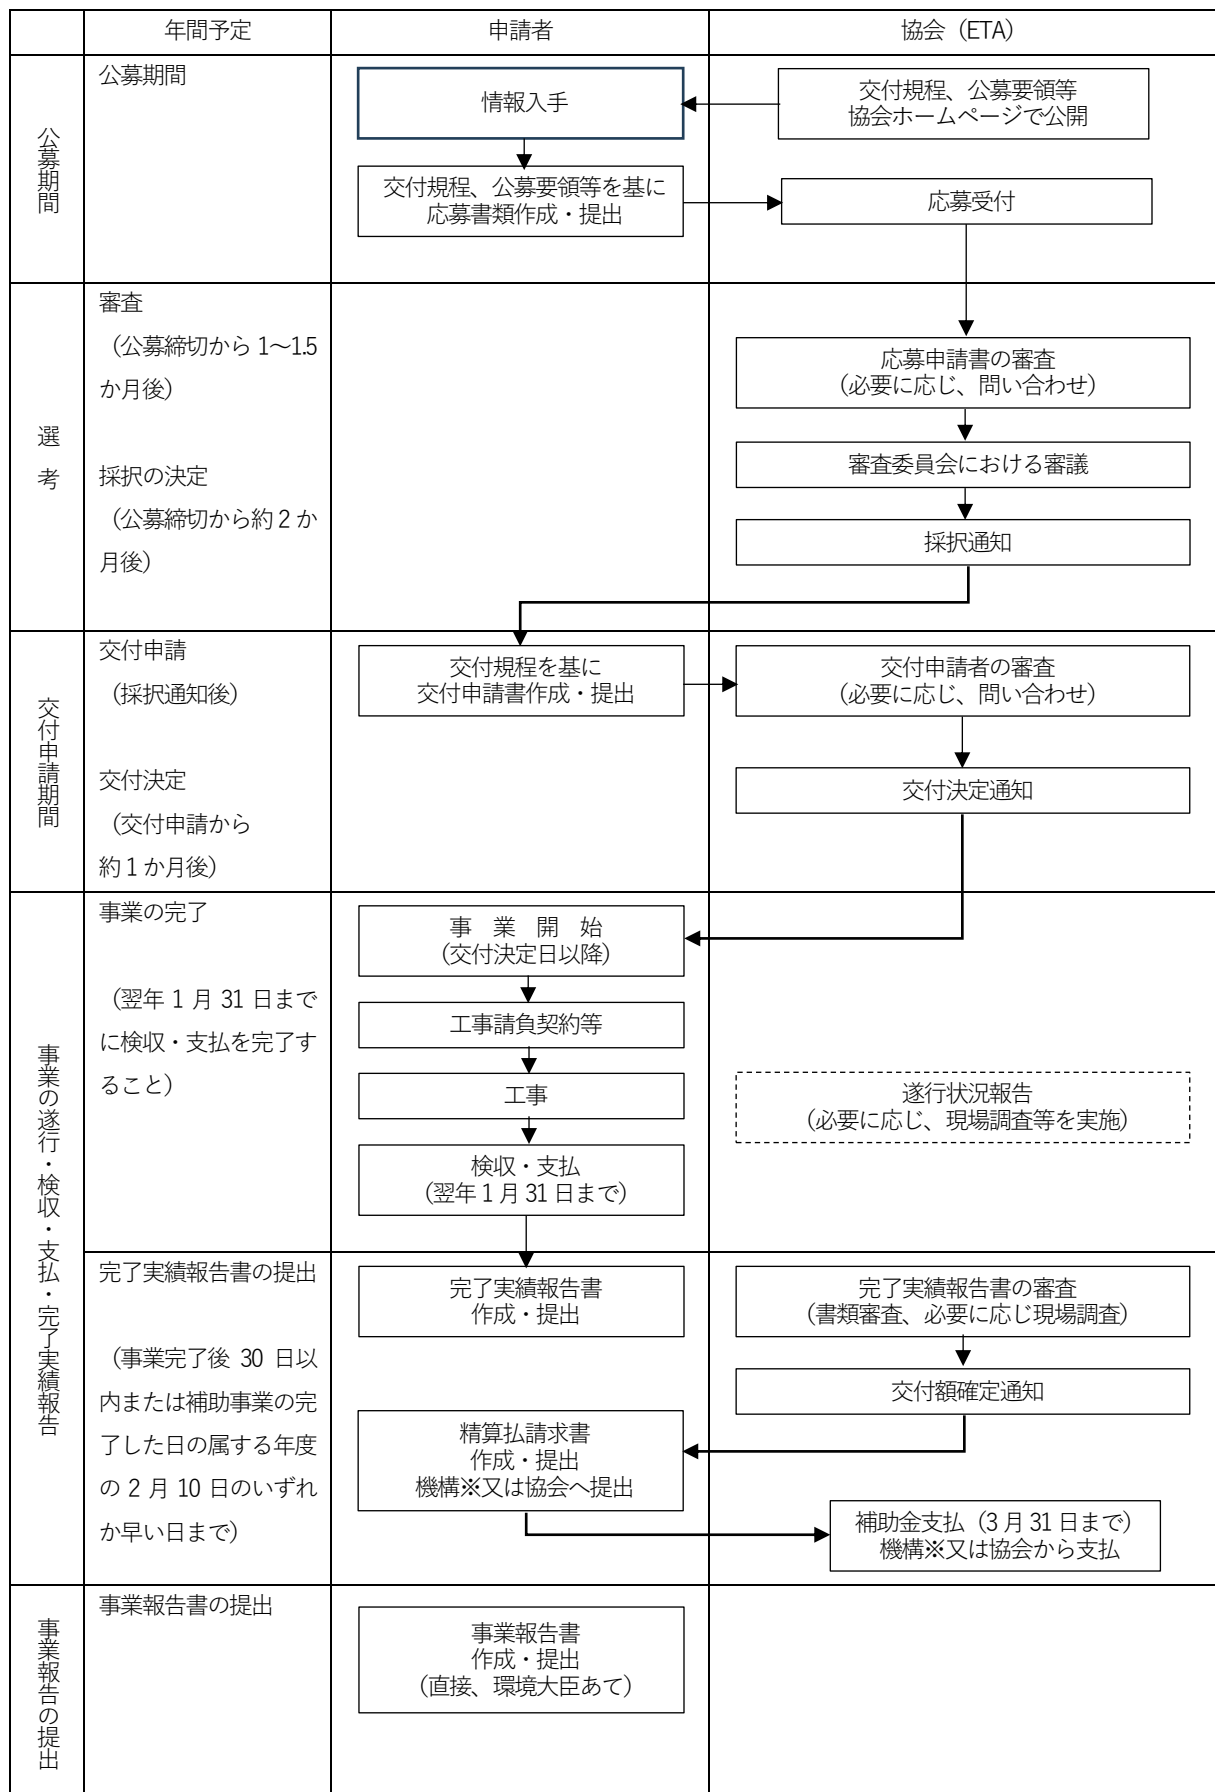 年間予定
申請者
協会（ETA）
公募期間
公募期間
情報入手
交付規程、公募要領等
協会ホームページで公開
交付規程、公募要領等を基に
応募書類作成・提出
応募受付
選考
審査
（公募締切から 1～1.5
か月後）
採択の決定
（公募締切から約 2 か
月後）
応募申請書の審査
（必要に応じ、問い合わせ）
審査委員会における審議
採択通知
交付申請期間
交付申請
（採択通知後）
交付決定
（交付申請から
約 1 か月後）
交付規程を基に
交付申請書作成・提出
交付申請者の審査
（必要に応じ、問い合わせ）
交付決定通知
事業の遂行・検収・支払・完了実績報告
事業の完了
（翌年 1 月 31 日まで
に検収・支払を完了す
ること）
事　業　開　始
（交付決定日以降）
工事請負契約等
工事
検収・支払
（翌年 1 月 31 日まで）
遂行状況報告
（必要に応じ、現場調査等を実施）
完了実績報告書の提出
（事業完了後 30 日以
内または補助事業の完
了した日の属する年度
の 2 月 10 日のいずれ
か早い日まで）
完了実績報告書
作成・提出
完了実績報告書の審査
（書類審査、必要に応じ現場調査）
交付額確定通知
精算払請求書
作成・提出
機構※又は協会へ提出
補助金支払（3 月 31 日まで）
機構※又は協会から支払
事業報告の提出
事業報告書の提出
事業報告書
作成・提出
（直接、環境大臣あて）